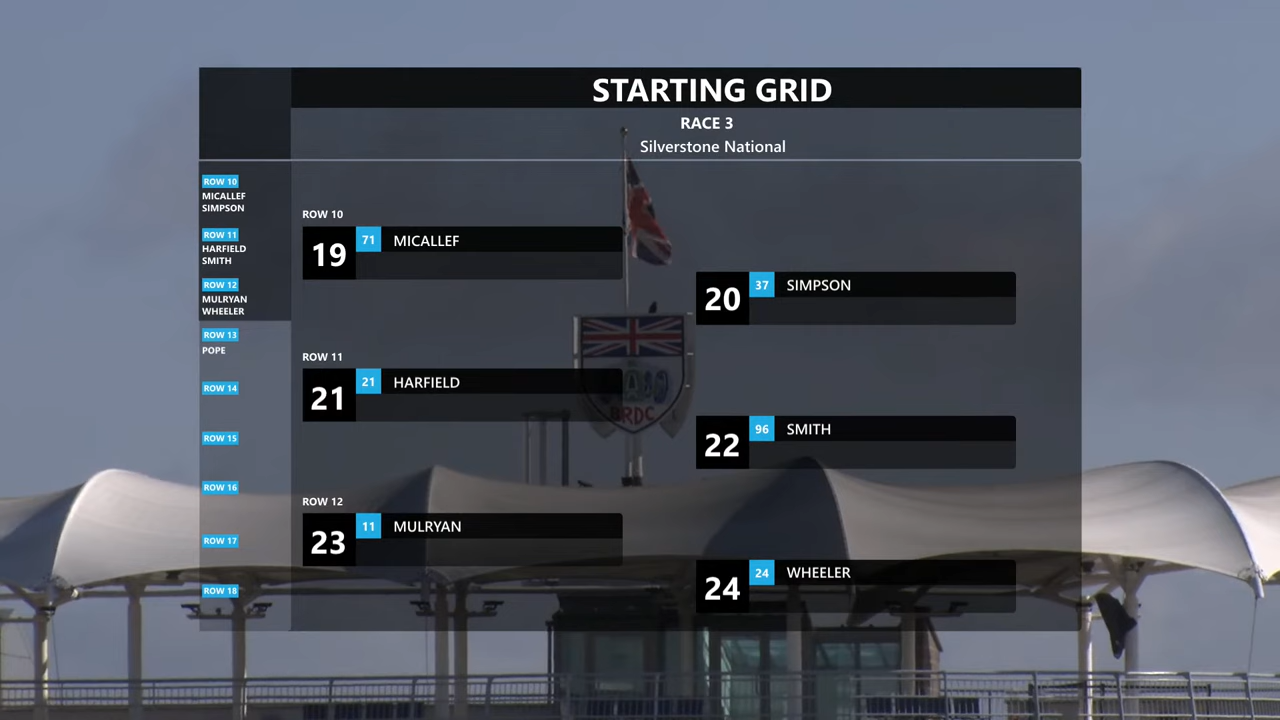 STARTING GRID
RACE 3
Silverstone National
ROW 10
MICALLEF
SIMPSON
ROW 11
HARFIELD
SMITH
ROW 12
MULRYAN
WHEELER
ROW 13
POPE
ROW 14
ROW 15
ROW 16
ROW 17
ROW 18
ROW 10
19 71 MICALLEF
20 37 SIMPSON
ROW 11
21 21 HARFIELD
22 96 SMITH
ROW 12
23 11 MULRYAN
24 24 WHEELER
BRDC